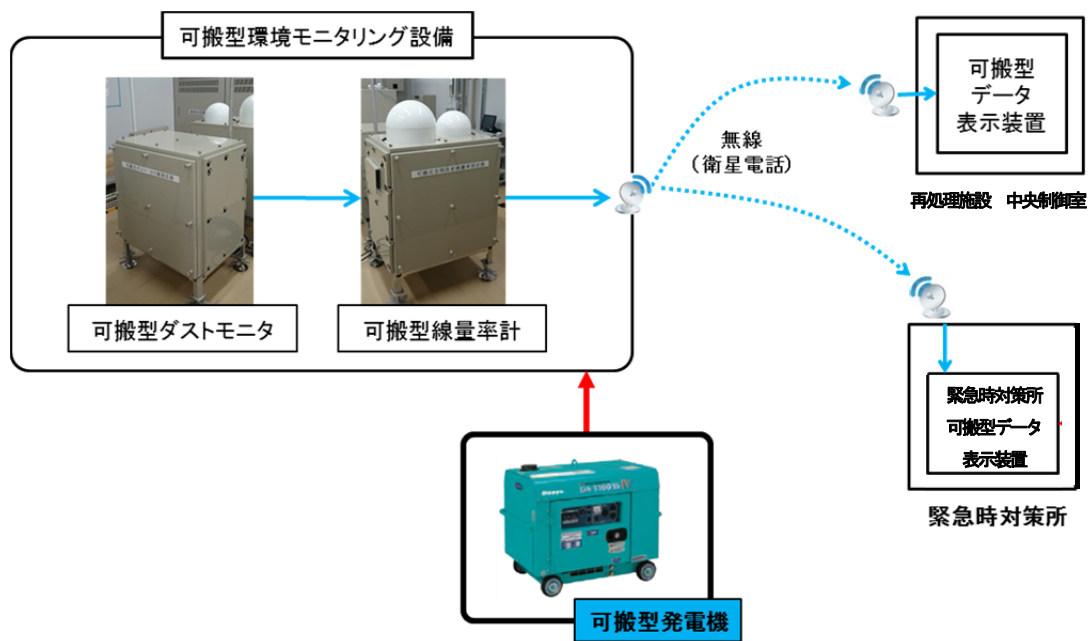 可搬型環境モニタリング設備
可搬型ダストモニタ
可搬型線量率計
無線
(衛星電話)
可搬型
データ
表示装置
再処理施設　中央制御室
緊急時対策所
可搬型データ
表示装置
緊急時対策所
Denyo
可搬型発電機